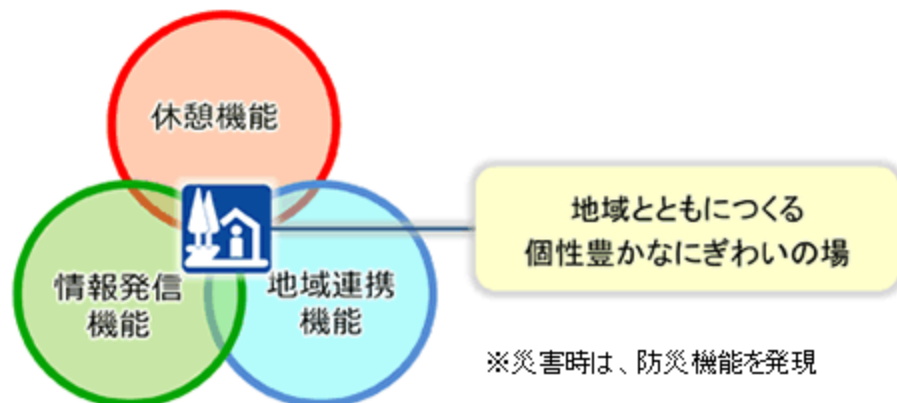 休憩機能
情報発信
機能
地域連携
機能
地域とともにつくる
個性豊かなにぎわいの場
※災害時は、防災機能を発現